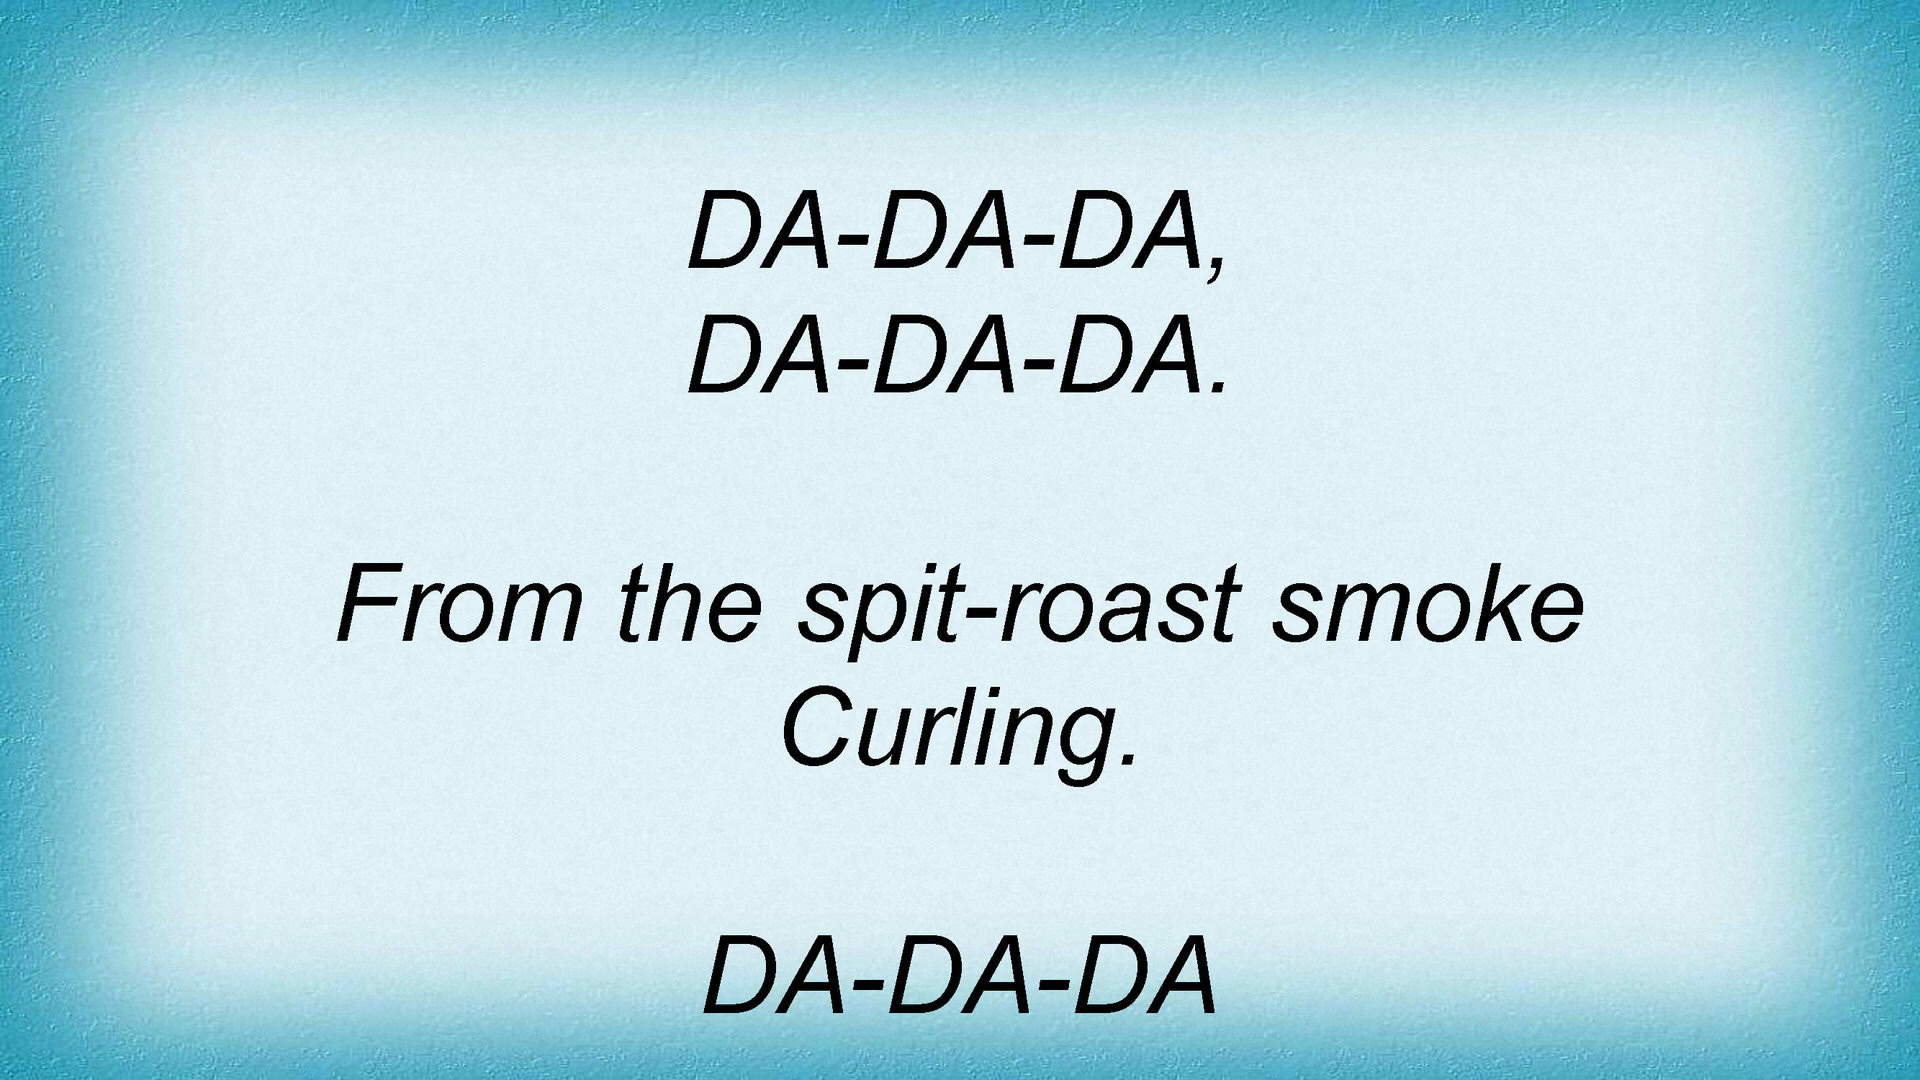 DA-DA-DA,
DA-DA-DA.
From the spit-roast smoke
Curling.
DA-DA-DA